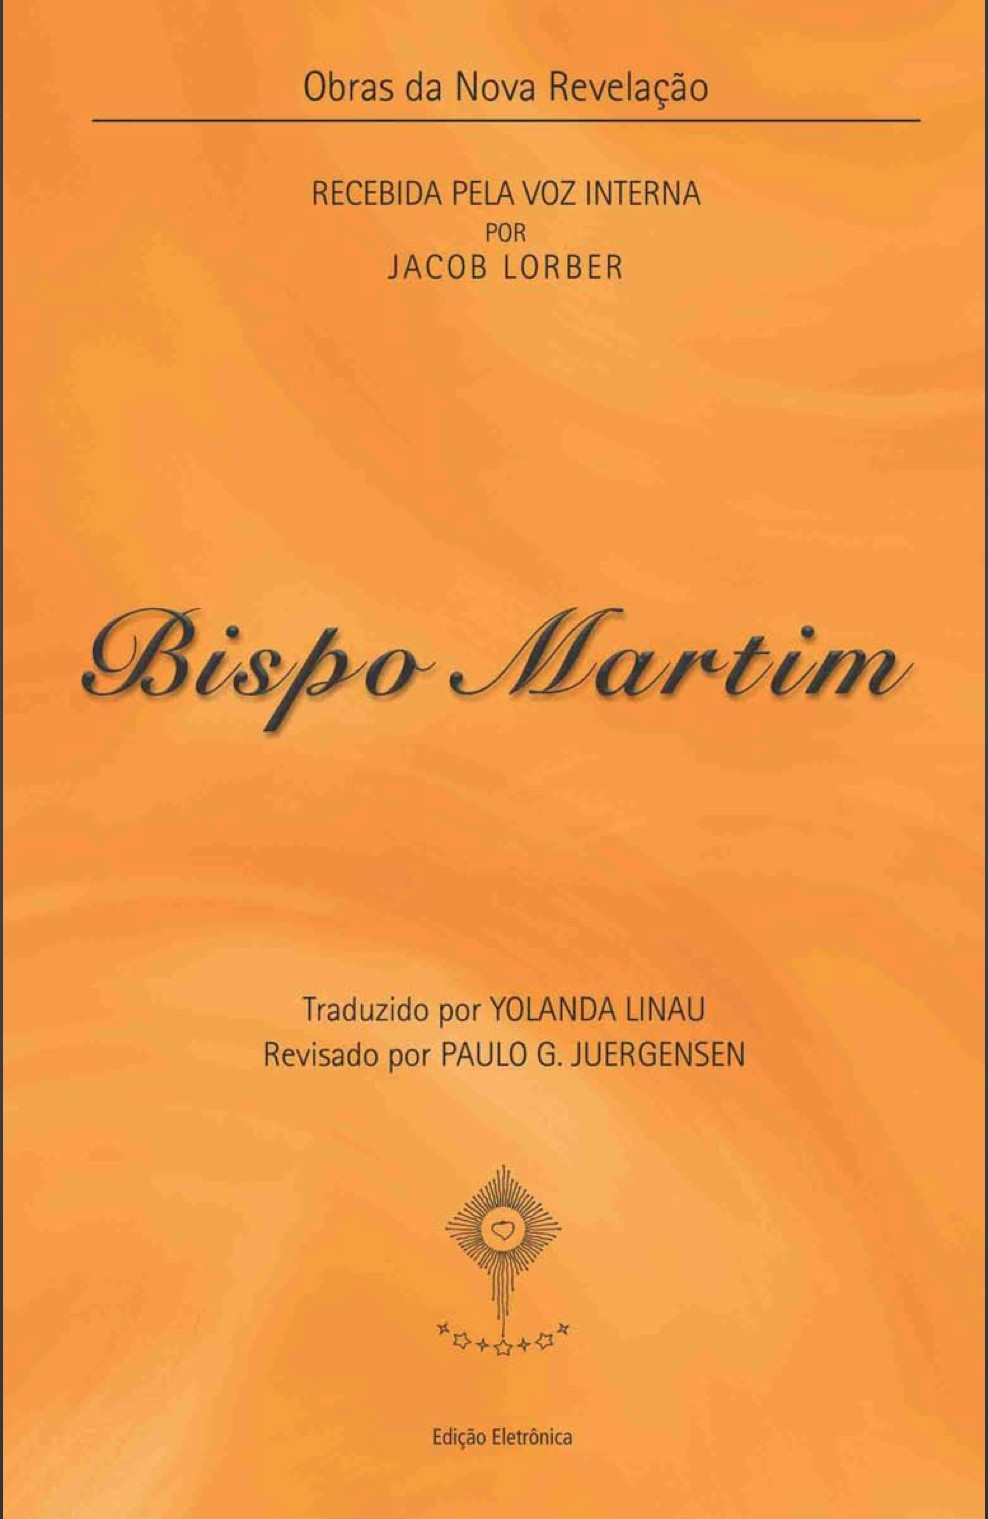 Obras da Nova Revelação
RECEBIDA PELA VOZ INTERNA
POR
JACOB LORBER
Bispo Martim
Traduzido por YOLANDA LINAU
Revisado por PAULO G. JUERGENSEN
Edição Eletrônica